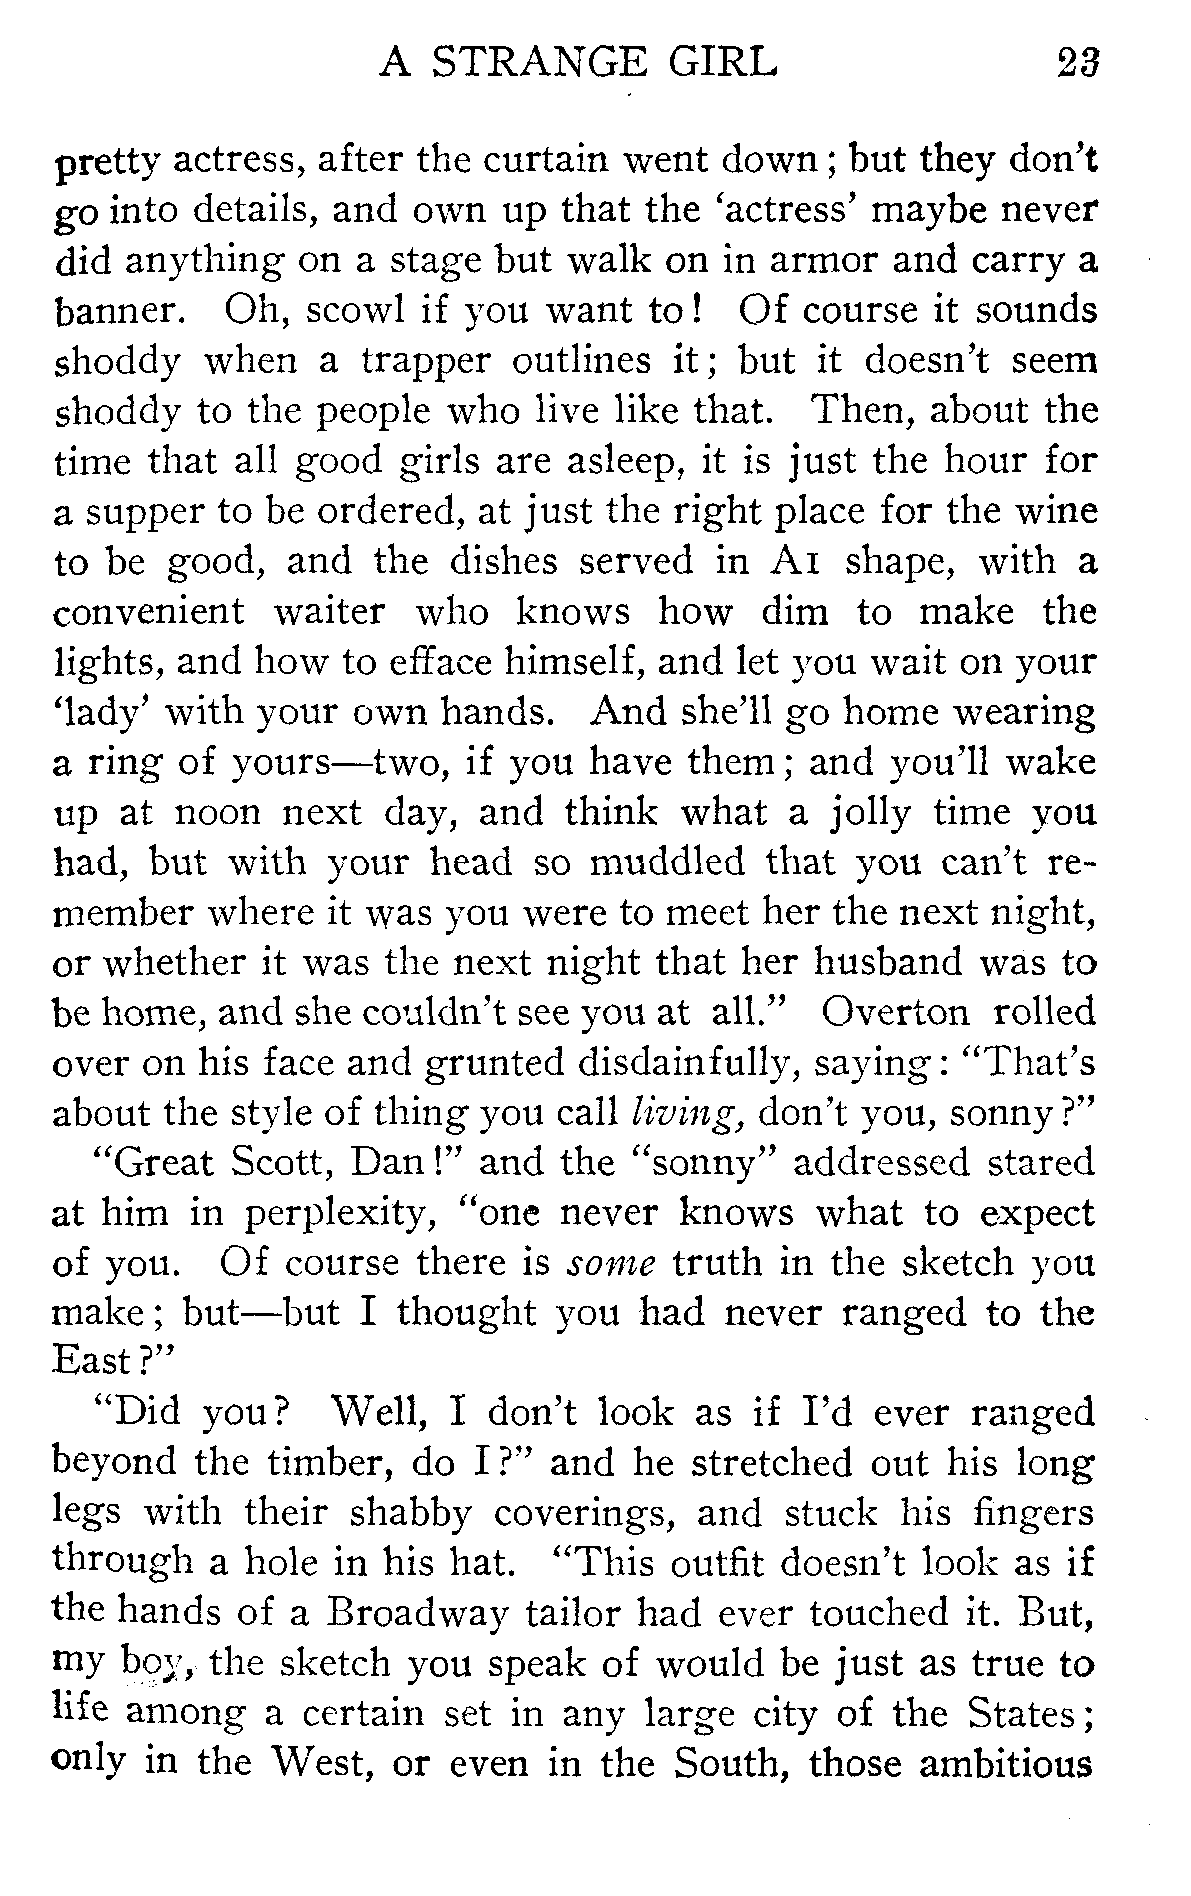 A STRANGE GIRL 23
pretty actress, after the curtain went down; but they don't
go into details, and own up that the 'actress' maybe never
did anything on a stage but walk on in armor and carry a
banner. Oh, scowl if you want to! Of course it sounds
shoddy when a trapper outlines it; but it doesn't seem
shoddy to the people who live like that. Then, about the
time that all good girls are asleep, it is just the hour for
a supper to be ordered, at just the right place for the wine
to be good, and the dishes served in A1 shape, with a
convenient waiter who knows how dim to make the
lights, and how to efface himself, and let you wait on your
'lady' with your own hands. And she'll go home wearing
a ring of yours—two, if you have them; and you'll wake
up at noon next day, and think what a jolly time you
had, but with your head so muddled that you can't re-
member where it was you were to meet her the next night,
or whether it was the next night that her husband was to
be home, and she couldn't see you at all." Overton rolled
over on his face and grunted disdainfully, saying: "That's
about the style of thing you call living, don't you, sonny?"
"Great Scott, Dan!" and the "sonny" addressed stared
at him in perplexity, "one never knows what to expect
of you. Of course there is some truth in the sketch you
make; but—but I thought you had never ranged to the
East?"
"Did you? Well, I don't look as if I'd ever ranged
beyond the timber, do I?" and he stretched out his long
legs with their shabby coverings, and stuck his fingers
through a hole in his hat. "This outfit doesn't look as if
the hands of a Broadway tailor had ever touched it. But,
my boy, the sketch you speak of would be just as true to
life among a certain set in any large city of the States;
only in the West, or even in the South, those ambitious